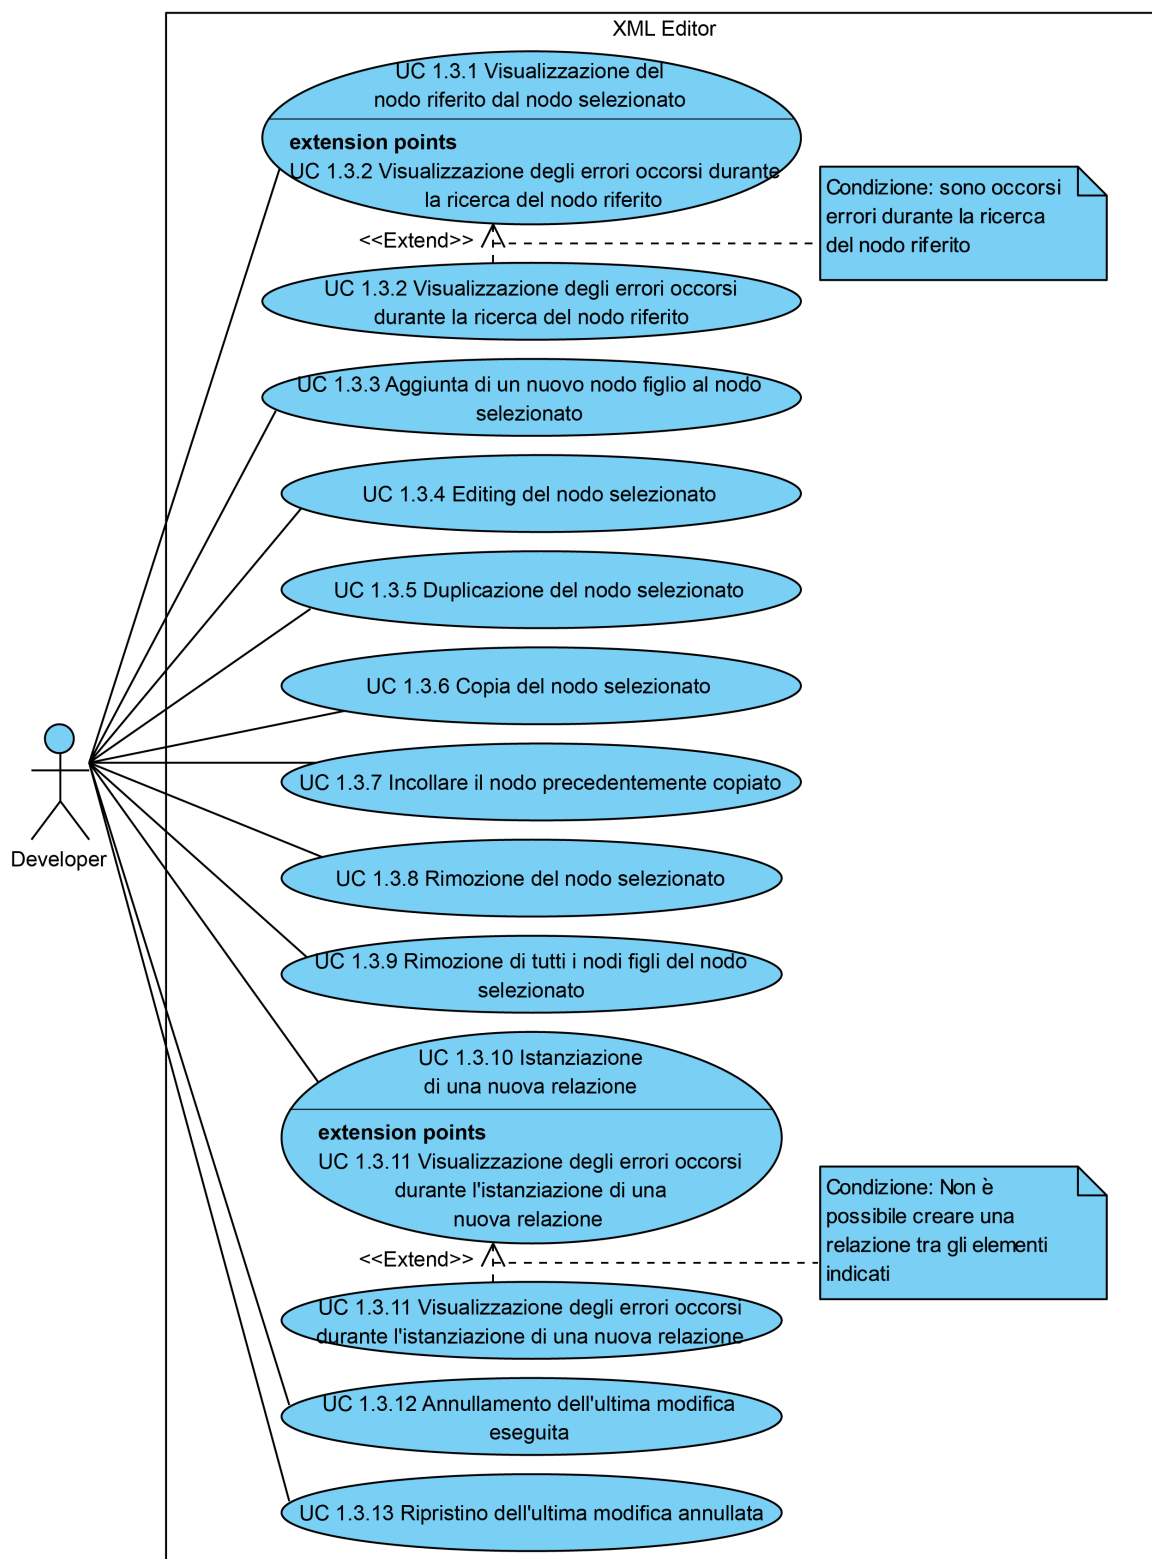 XML Editor
UC 1.3.1 Visualizzazione del
nodo riferito dal nodo selezionato
extension points
UC 1.3.2 Visualizzazione degli errori occorsi durante
la ricerca del nodo riferito
Condizione: sono occorsi
errori durante la ricerca
del nodo riferito
<<Extend>>
UC 1.3.2 Visualizzazione degli errori occorsi
durante la ricerca del nodo riferito
UC 1.3.3 Aggiunta di un nuovo nodo figlio al nodo
selezionato
UC 1.3.4 Editing del nodo selezionato
UC 1.3.5 Duplicazione del nodo selezionato
UC 1.3.6 Copia del nodo selezionato
UC 1.3.7 Incollare il nodo precedentemente copiato
Developer
UC 1.3.8 Rimozione del nodo selezionato
UC 1.3.9 Rimozione di tutti i nodi figli del nodo
selezionato
UC 1.3.10 Istanziazione
di una nuova relazione
extension points
UC 1.3.11 Visualizzazione degli errori occorsi
durante l'istanziazione di una
nuova relazione
Condizione: Non è
possibile creare una
relazione tra gli elementi
indicati
<<Extend>>
UC 1.3.11 Visualizzazione degli errori occorsi
durante l'istanziazione di una nuova relazione
UC 1.3.12 Annullamento dell'ultima modifica
eseguita
UC 1.3.13 Ripristino dell'ultima modifica annullata